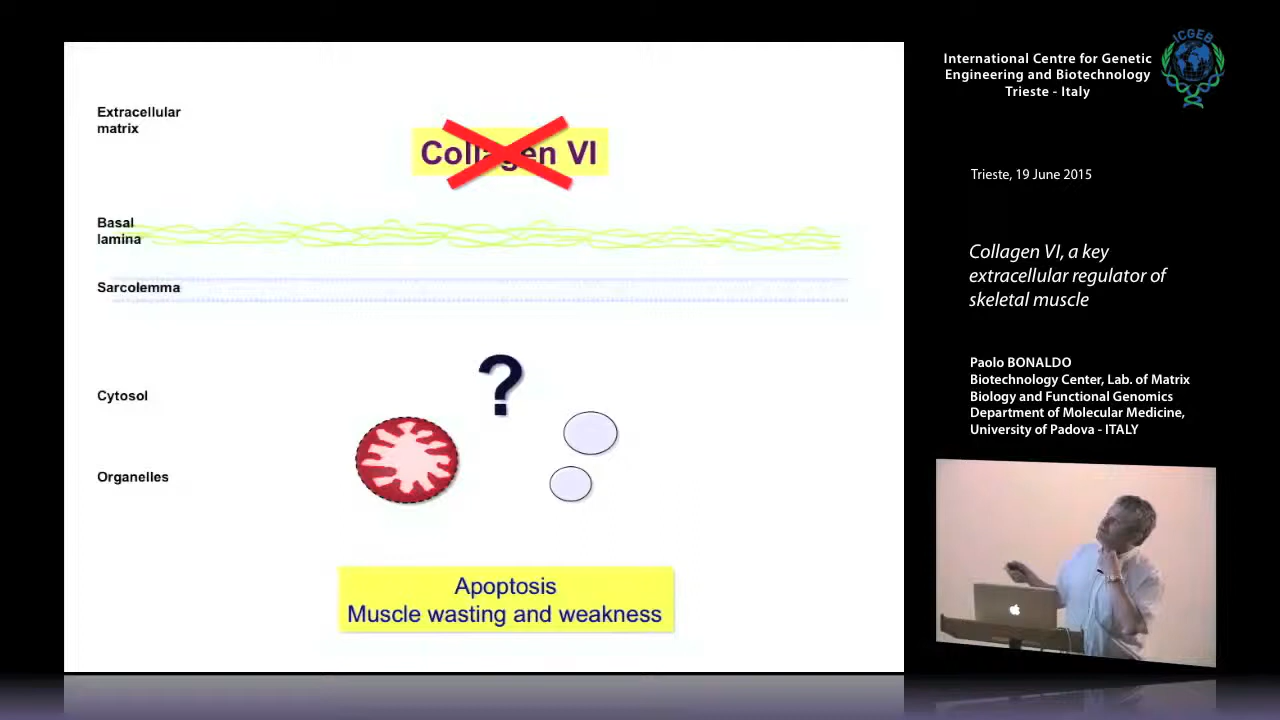 Extracellular
matrix
Collagen VI
Basal
lamina
Sarcolemma
?
Cytosol
Organelles
Apoptosis
Muscle wasting and weakness
ICGEB
International Centre for Genetic
Engineering and Biotechnology
Trieste - Italy
Trieste, 19 June 2015
Collagen VI, a key
extracellular regulator of
skeletal muscle
Paolo BONALDO
Biotechnology Center, Lab. of Matrix
Biology and Functional Genomics
Department of Molecular Medicine,
University of Padova - ITALY